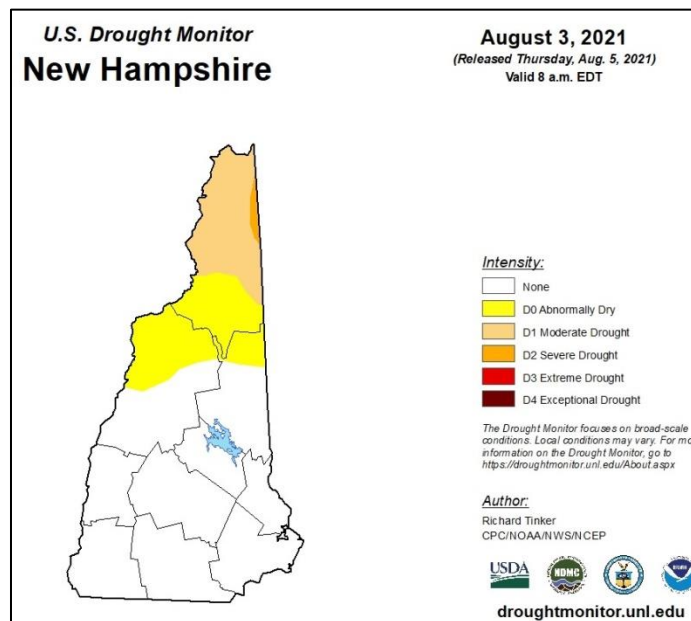 U.S. Drought Monitor
New Hampshire
August 3, 2021
(Released Thursday, Aug. 5, 2021)
Valid 8 a.m. EDT
Intensity:
None
D0 Abnormally Dry
D1 Moderate Drought
D2 Severe Drought
D3 Extreme Drought
D4 Exceptional Drought
The Drought Monitor focuses on broad-scale
conditions. Local conditions may vary. For mo
information on the Drought Monitor, go to
https://droughtmonitor.unl.edu/About.aspx
Author:
Richard Tinker
CPC/NOAA/NWS/NCEP
USDA
NDMC
droughtmonitor.unl.edu